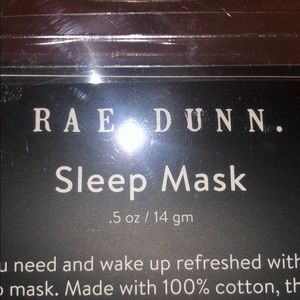 RAE DUNN.
Sleep Mask
.5 oz / 14 gm
need and wake up refreshed with
mask. Made with 100% cotton,